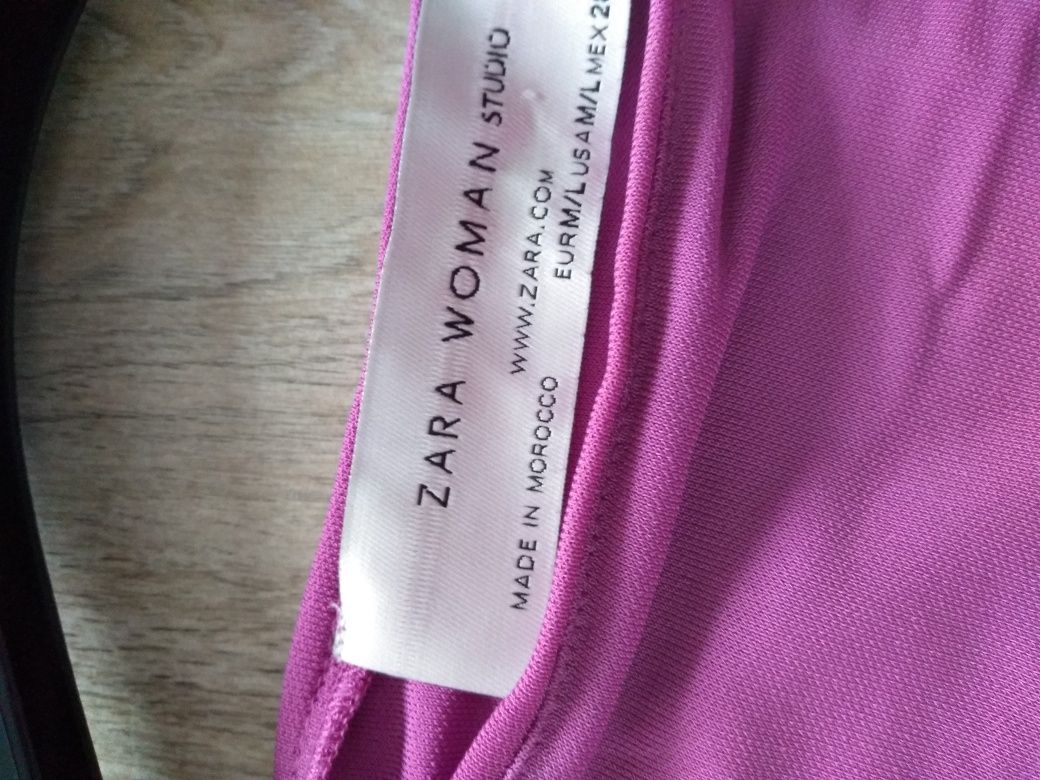 ZARA WOMAN STUDIO
WWW.ZARA.COM
MADE IN MOROCCO
EUR M/L USA M/L MEX